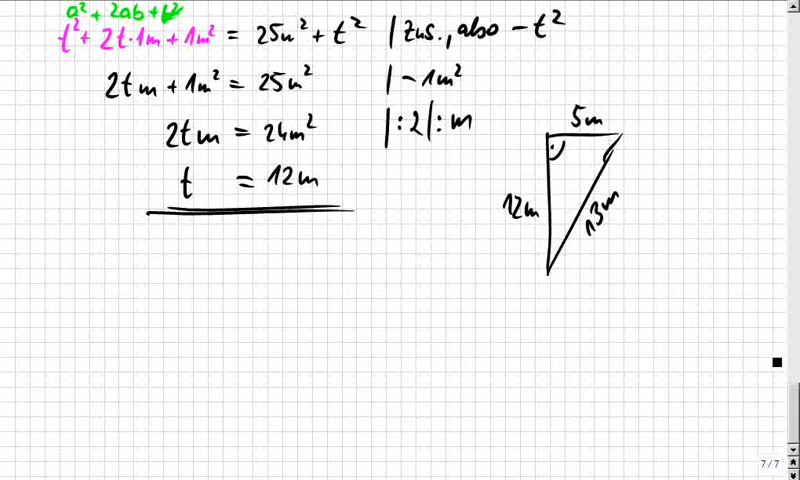 a² + 2ab + b²
t² + 2t·1m + 1m² = 25m² + t² | zus., also - t²
2tm + 1m² = 25m² | - 1m²
2tm = 24m² | :2 | : m
t = 12m
5m
12m
13m
7/7